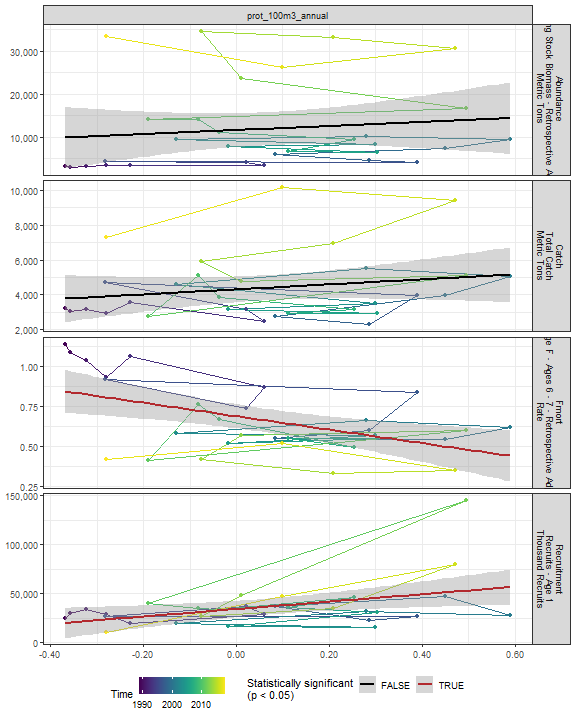 prot_100m3_annual
30,000
20,000
10,000
Abundance
ng Stock Biomass - Retrospective A
Metric Tons
10,000
8,000
6,000
4,000
2,000
Catch
Total Catch
Metric Tons
1.00
0.75
0.50
0.25
Fmort
F - Ages 6 - 7 - Retrospective Ad
Rate
150,000
100,000
50,000
0
Recruitment
Recruits - Age 1
Thousand Recruits
-0.40
-0.20
0.00
0.20
0.40
0.60
Time
1990
2000
2010
Statistically significant
(p < 0.05)
FALSE
TRUE